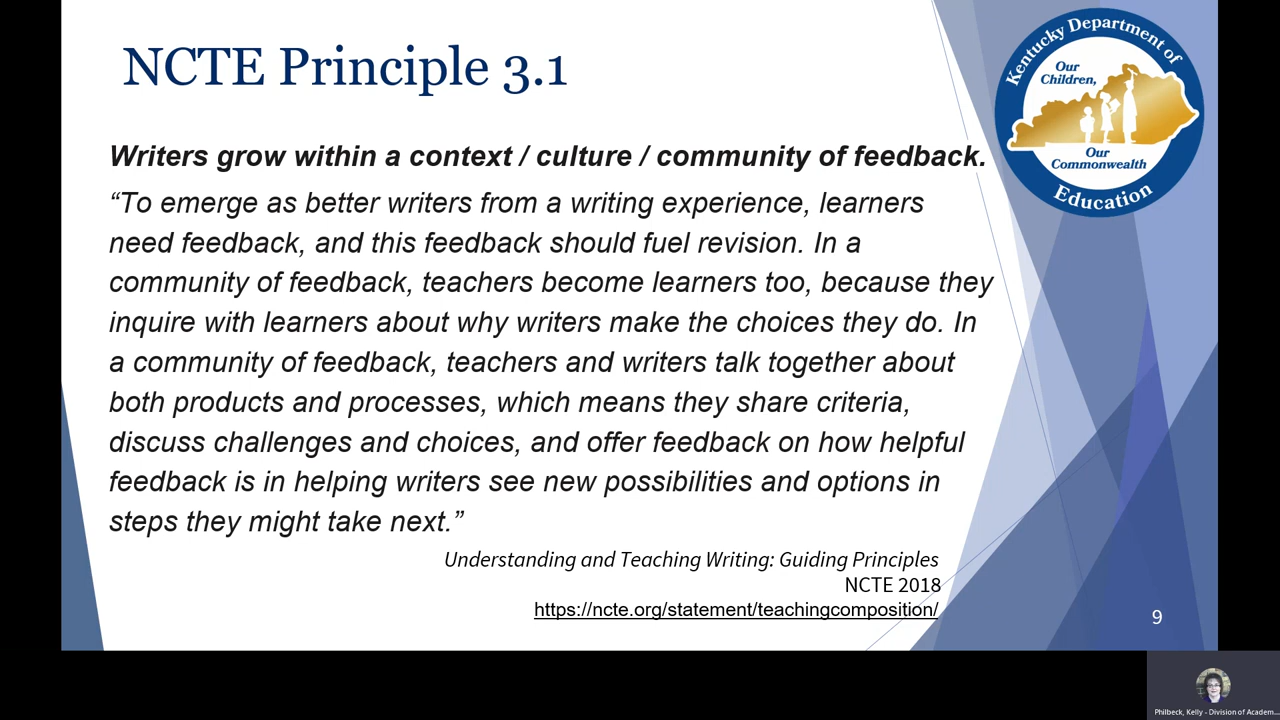 NCTE Principle 3.1
Kentucky Department of
Our
Children,
Our
Commonwealth
Education
Writers grow within a context / culture / community of feedback.
“To emerge as better writers from a writing experience, learners
need feedback, and this feedback should fuel revision. In a
community of feedback, teachers become learners too, because they
inquire with learners about why writers make the choices they do. In
a community of feedback, teachers and writers talk together about
both products and processes, which means they share criteria,
discuss challenges and choices, and offer feedback on how helpful
feedback is in helping writers see new possibilities and options in
steps they might take next.”
Understanding and Teaching Writing: Guiding Principles
NCTE 2018
https://ncte.org/statement/teachingcomposition/
9
Philbeck, Kelly - Division of Academ...